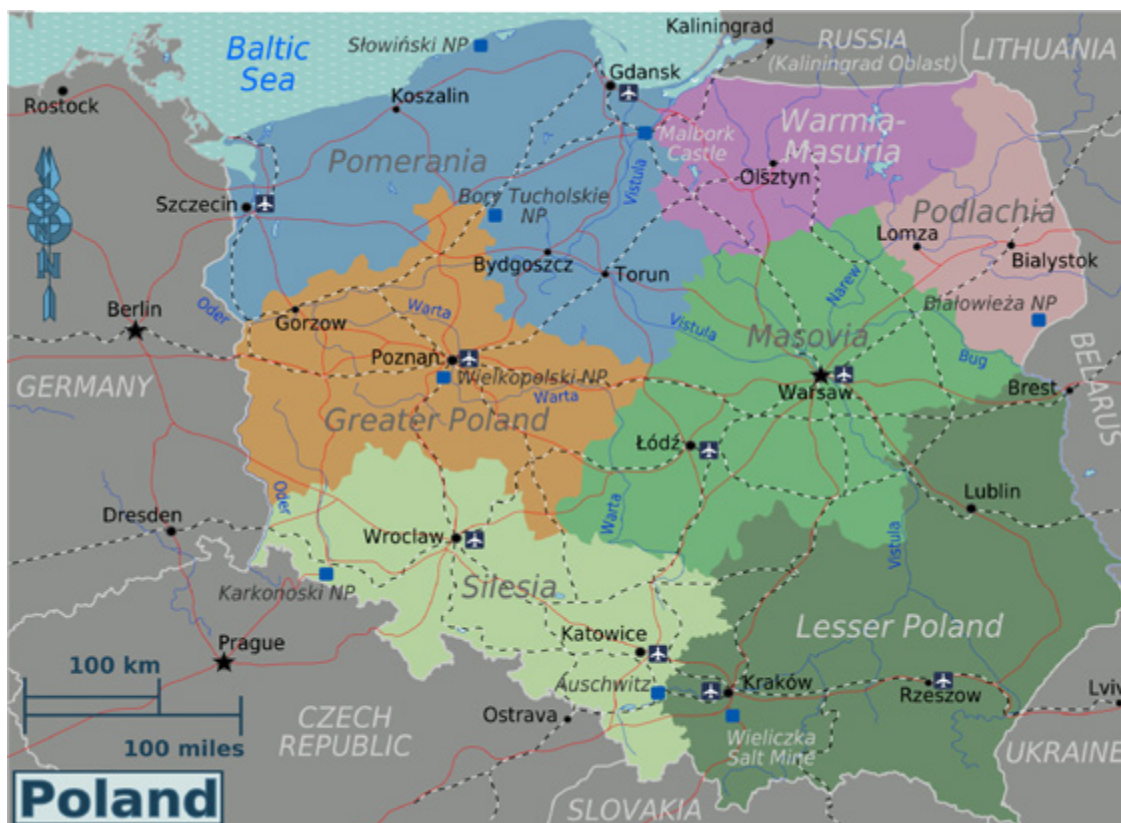 Baltic
Sea
Słowiński NP
Kaliningrad
RUSSIA
(Kaliningrad Oblast)
LITHUANIA
Rostock
Koszalin
Gdansk
Malbork
Castle
Warmia-
Masuria
Pomerania
Olsztyn
Vistula
Szczecin
Bory Tucholskie
NP
Podlachia
Lomza
Bialystok
Bydgoszcz
Torun
Narew
Białowieża NP
N
Berlin
Oder
Gorzow
Warta
Vistula
Masovia
Bug
BELARUS
Poznań
Wielkopolski NP
Warta
Warsaw
Brest
GERMANY
Greater Poland
Łódź
Oder
Warta
Lublin
Dresden
Wroclaw
Vistula
Karkonoski NP
Silesia
Lesser Poland
Prague
Katowice
100 km
Auschwitz
Kraków
Rzeszow
Lviv
Ostrava
CZECH
REPUBLIC
Wieliczka
Salt Mine
UKRAINE
100 miles
Poland
SLOVAKIA